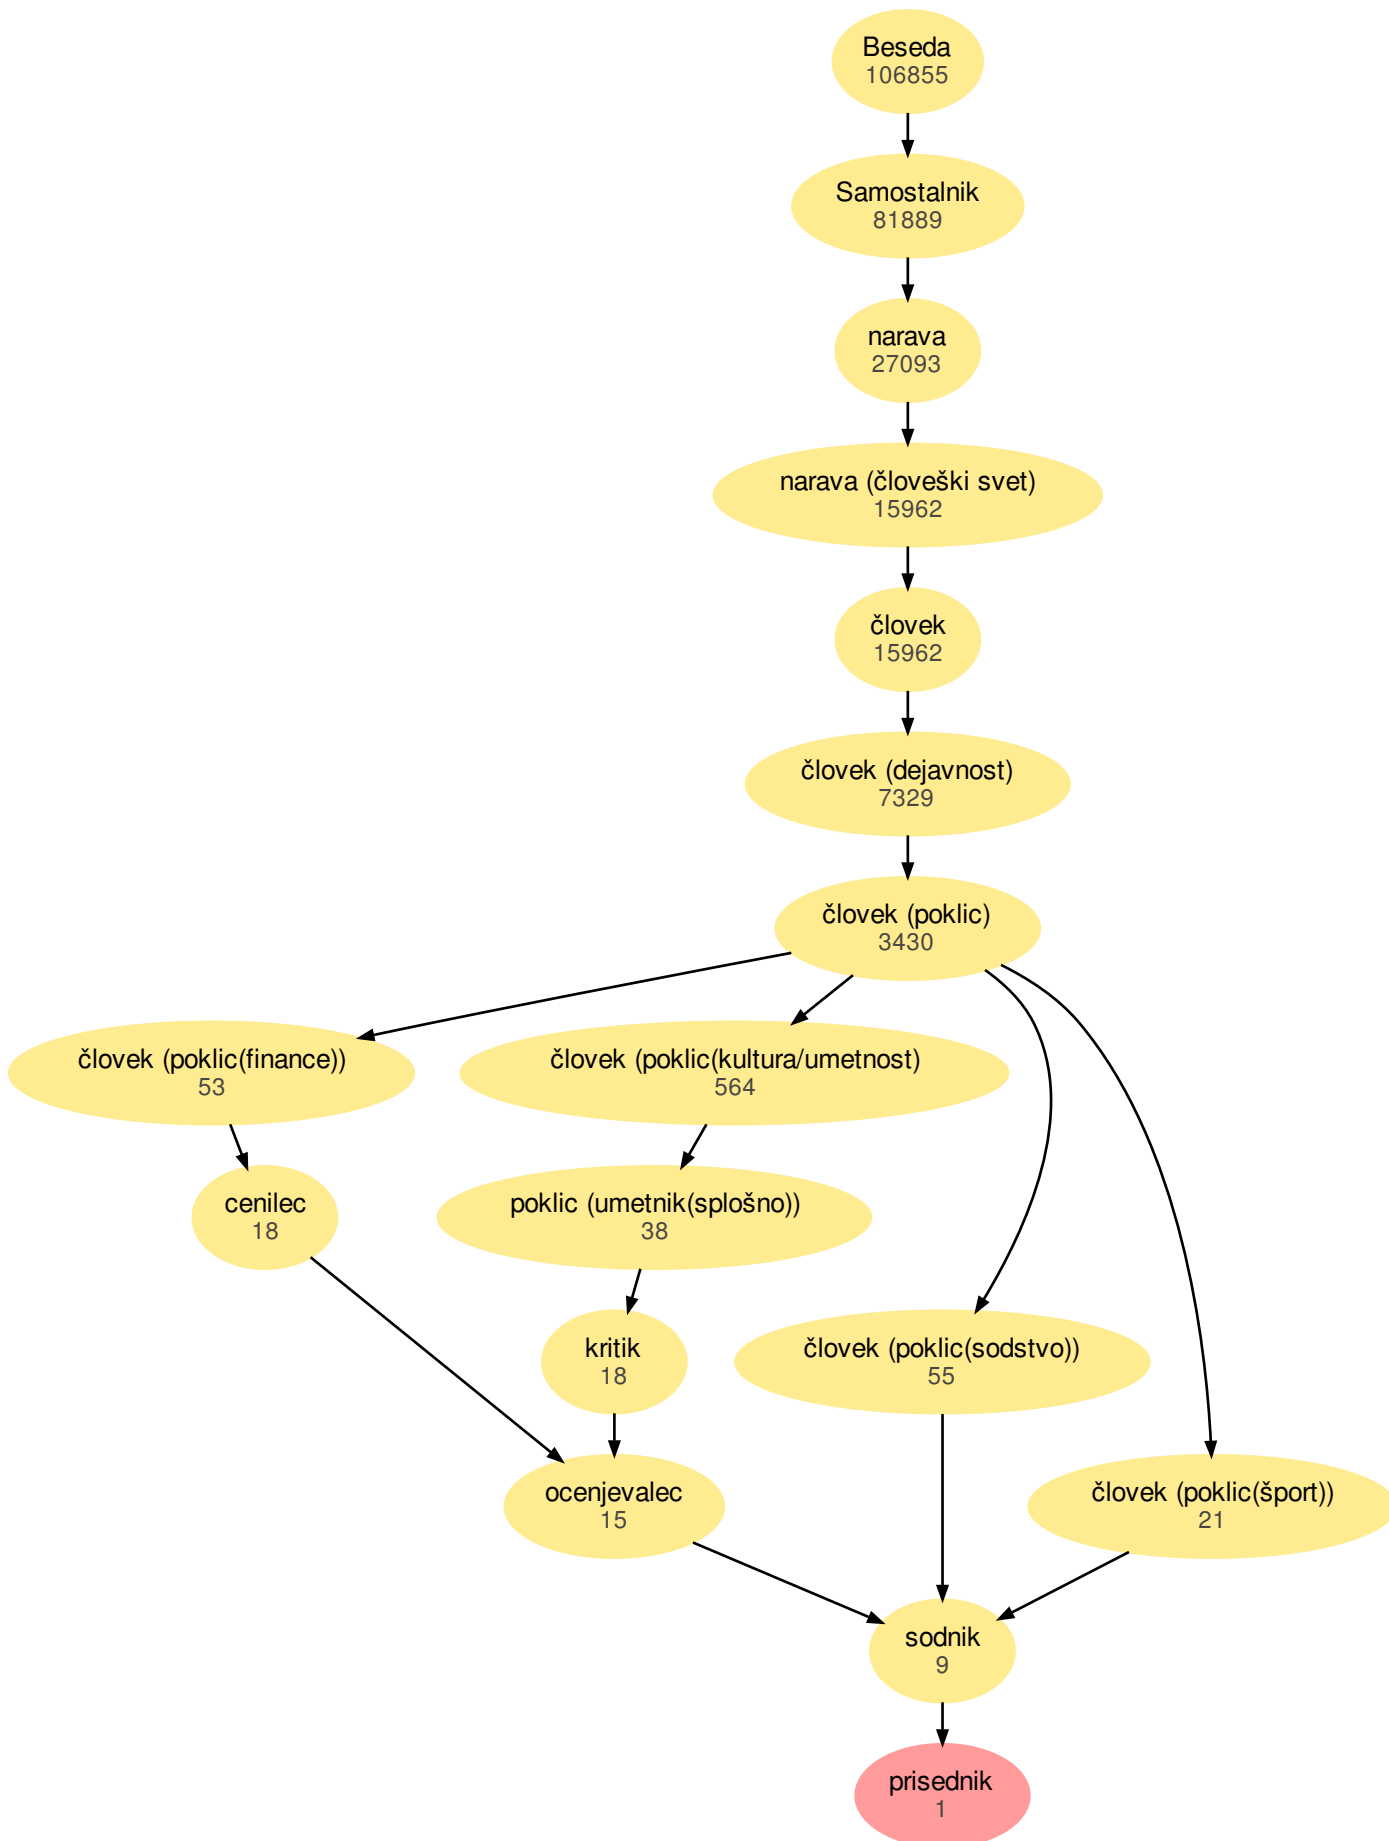 Beseda
106855
Samostalnik
81889
narava
27093
narava (človeški svet)
15962
človek
15962
človek (dejavnost)
7329
človek (poklic)
3430
človek (poklic(finance))
53
človek (poklic(kultura/umetnost)
564
cenilec
18
poklic (umetnik(splošno))
38
kritik
18
človek (poklic(sodstvo))
55
ocenjevalec
15
človek (poklic(šport))
21
sodnik
9
prisednik
1